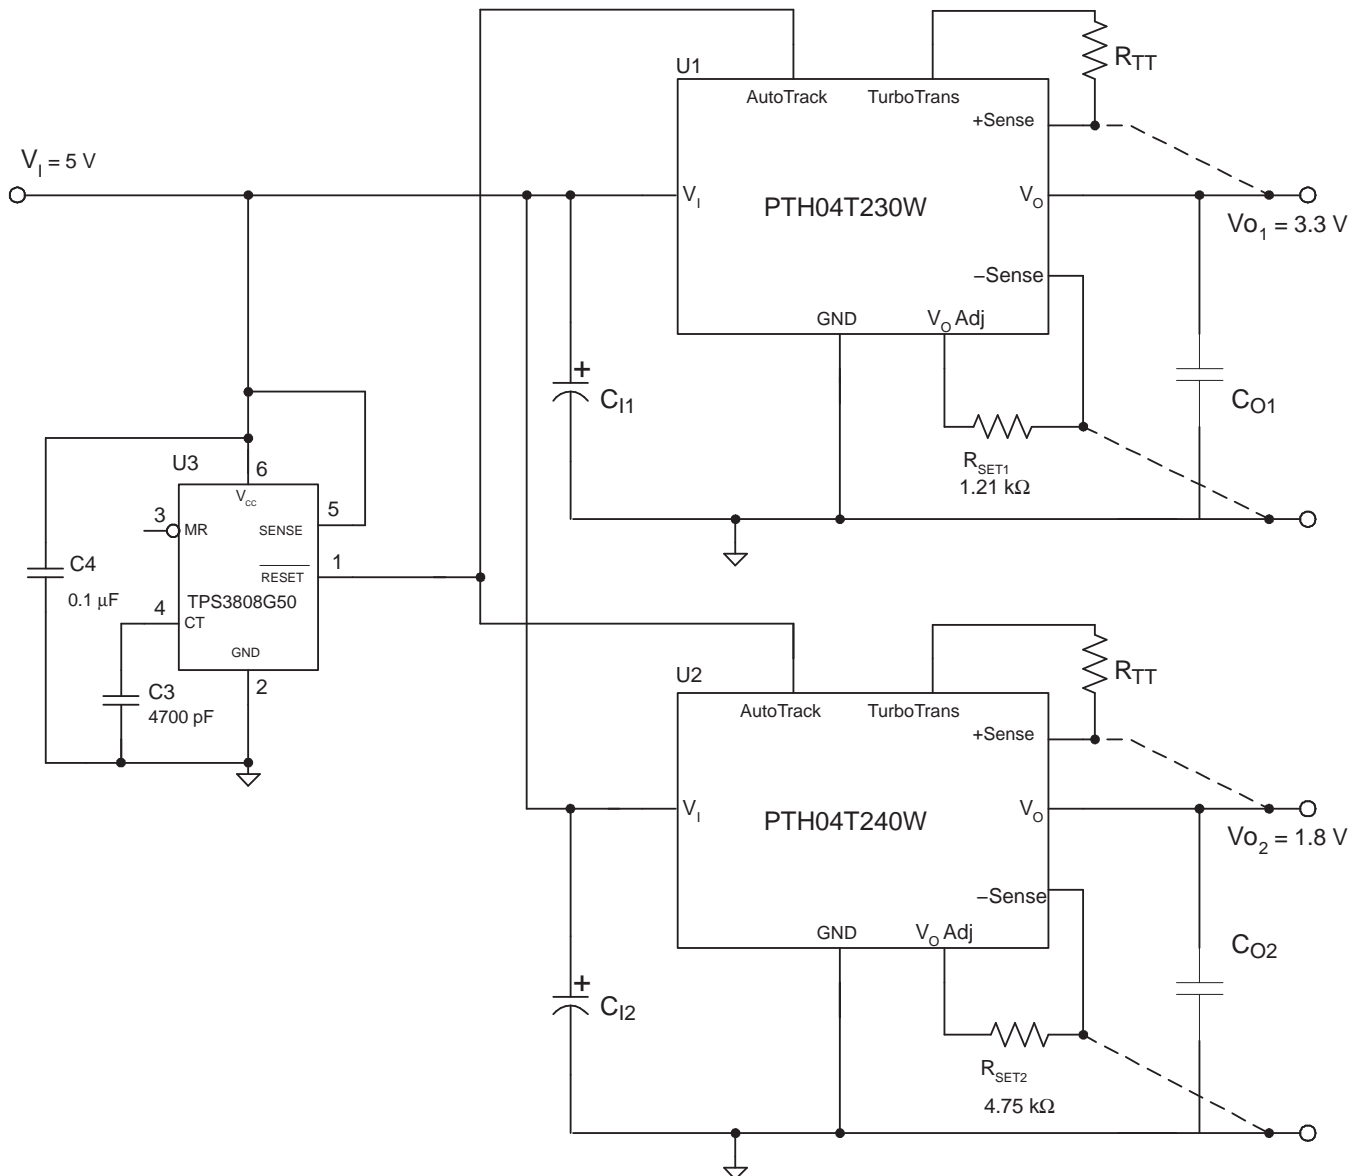 V_I = 5 V
U1
AutoTrack
TurboTrans
R_TT
+Sense
V_I
PTH04T230W
V_O
Vo_1 = 3.3 V
–Sense
GND
V_O Adj
+
C_I1
R_SET1
1.21 kΩ
C_O1
U3
6
V_CC
3
MR
SENSE
5
RESET
1
C4
0.1 μF
TPS3808G50
4
CT
GND
2
C3
4700 pF
U2
AutoTrack
TurboTrans
R_TT
+Sense
V_I
PTH04T240W
V_O
Vo_2 = 1.8 V
–Sense
GND
V_O Adj
+
C_I2
R_SET2
4.75 kΩ
C_O2